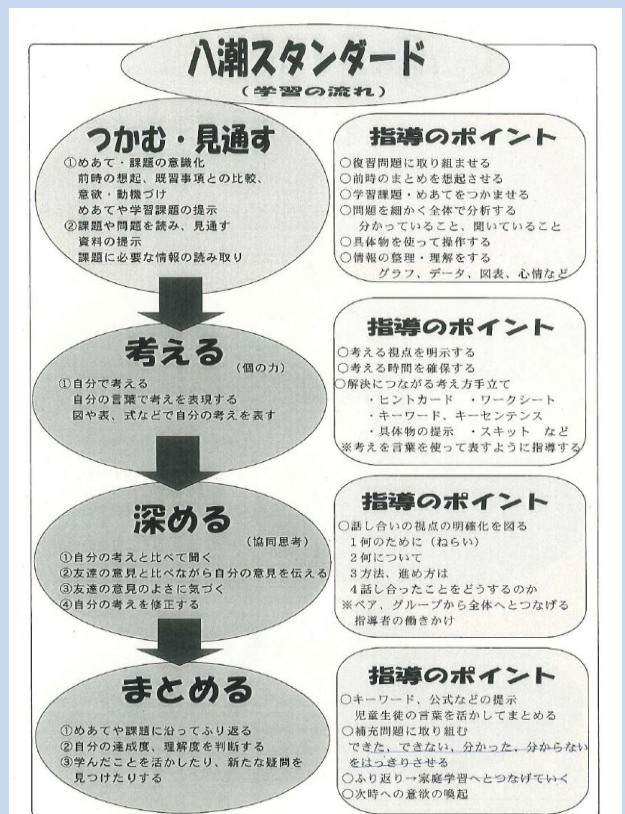 八潮スタンダード
（学習の流れ）
つかむ・見通す
①めあて・課題の意識化
前時の想起、既習事項との比較、
意欲・動機づけ
めあてや学習課題の提示
②課題や問題を読み、見通す
資料の提示
課題に必要な情報の読み取り
指導のポイント
○復習問題に取り組ませる
○前時のまとめを想起させる
○学習課題・めあてをつかませる
○問題を細かく全体で分析する
分かっていること、聞いていること
○具体物を使って操作する
○情報の整理・理解をする
グラフ、データ、図表、心情など
考える
（個の力）
①自分で考える
自分の言葉で考えを表現する
図や表、式などで自分の考えを表す
指導のポイント
○考える視点を明示する
○考える時間を確保する
○解決につながる考え方手立て
・ヒントカード ・ワークシート
・キーワード、キーセンテンス
・具体物の提示 ・スキット など
※考えを言葉を使って表すように指導する
深める
（協同思考）
①自分の考えと比べて聞く
②友達の意見と比べながら自分の意見を伝える
③友達の意見のよさに気づく
④自分の考えを修正する
指導のポイント
○話し合いの視点の明確化を図る
1何のために（ねらい）
2何について
3方法、進め方は
4話し合ったことをどうするのか
※ペア、グループから全体へとつなげる
指導者の働きかけ
まとめる
①めあてや課題に沿ってふり返る
②自分の達成度、理解度を判断する
③学んだことを活かしたり、新たな疑問を
見つけたりする
指導のポイント
○キーワード、公式などの提示
児童生徒の言葉を活かしてまとめる
○補充問題に取り組む
できた、できない、分かった、分からない
をはっきりさせる
○ふり返り→家庭学習へとつなげていく
○次時への意欲の喚起